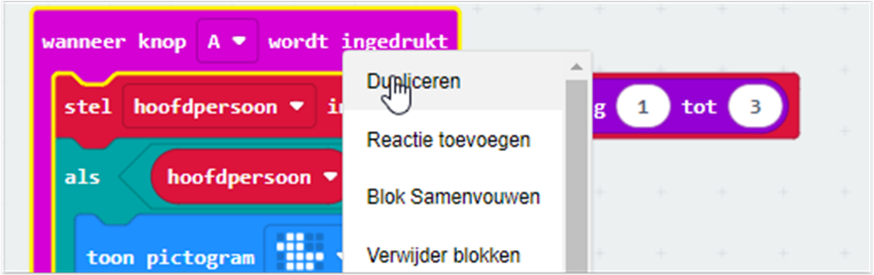 wanneer knop A wordt ingedrukt
Dupliceren
stel hoofdpersoon in g 1 tot 3
Reactie toevoegen
als hoofdpersoon
Blok Samenvouwen
toon pictogram
Verwijder blokken